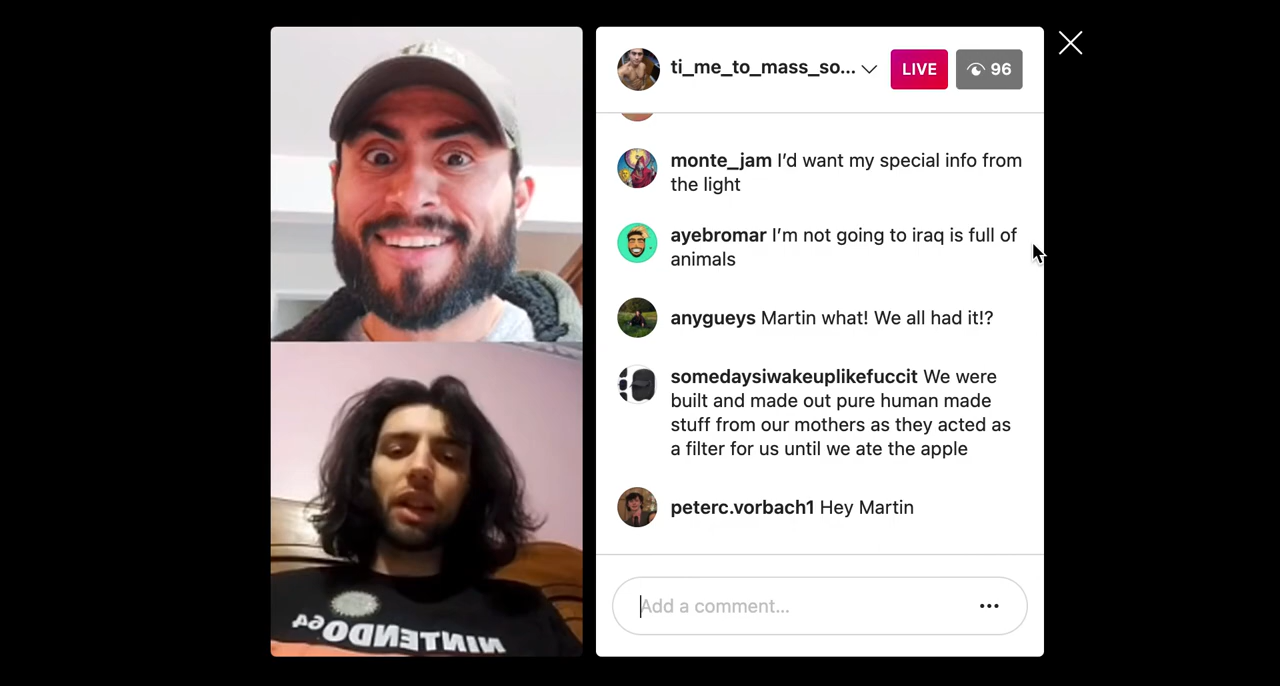 ti_me_to_mass_so...
LIVE
96
monte_jam I’d want my special info from
the light
ayebromar I’m not going to iraq is full of
animals
anygueys Martin what! We all had it!?
somedaysiwakeuplikefuccit We were
built and made out pure human made
stuff from our mothers as they acted as
a filter for us until we ate the apple
peterc.vorbach1 Hey Martin
Add a comment...
NINTENDO64